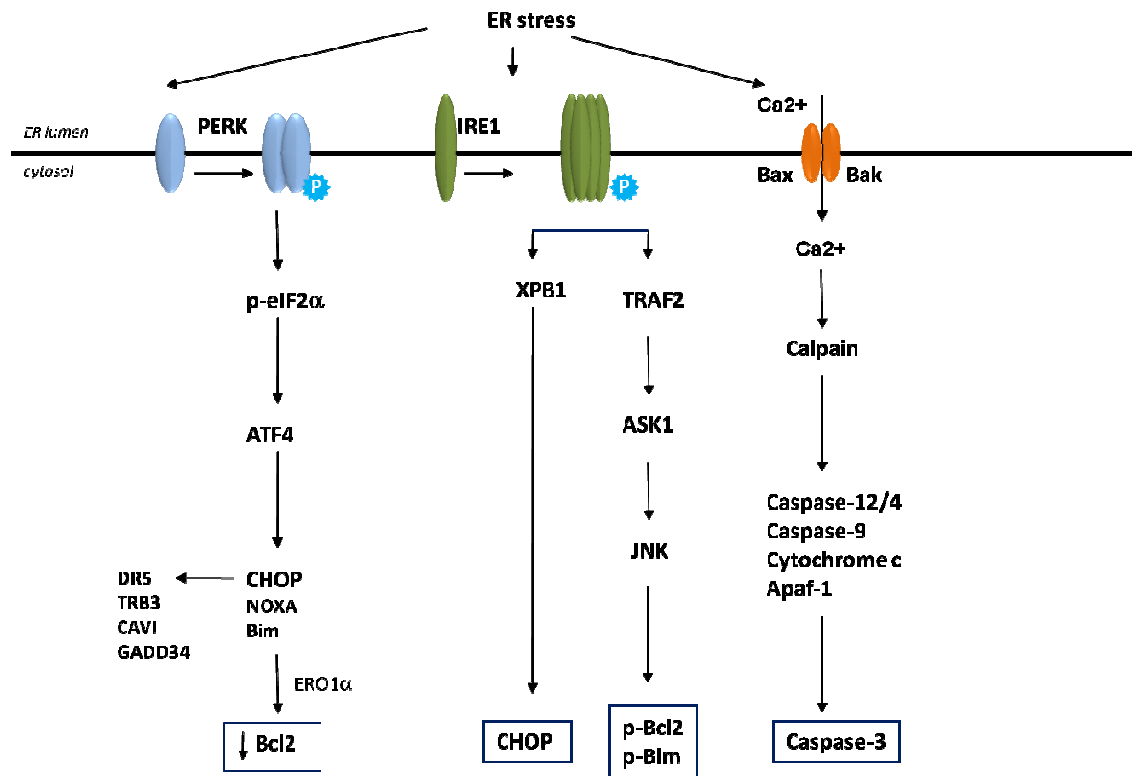 ER stress
Ca2+
PERK
IRE1
ER lumen
cytosol
Bax
Bak
P
P
Ca2+
XPB1
TRAF2
p-eIF2α
Calpain
ASK1
ATF4
Caspase-12/4
Caspase-9
Cytochrome c
Apaf-1
JNK
DR5
TRB3
CAVI
GADD34
CHOP
NOXA
Bim
ERO1α
Bcl2
CHOP
p-Bcl2
p-Bim
Caspase-3